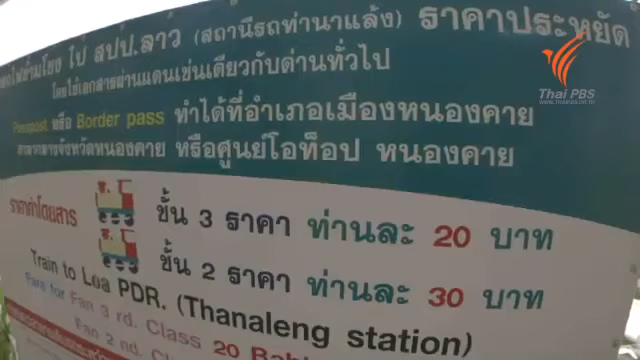 ไป สปป.ลาว (สถานีรถท่านาแล้ง) ราคาประหยัด
โดยใช้เอกสารผ่านแดนเช่นเดียวกับด่านทั่วไป
Passpost หรือ Border pass ทำได้ที่อำเภอเมืองหนองคาย
ศาลากลางจังหวัดหนองคาย หรือศูนย์โอท็อป หนองคาย
ราคาค่าโดยสาร
ชั้น 3 ราคา ท่านละ 20 บาท
ชั้น 2 ราคา ท่านละ 30 บาท
Train to Loa PDR. (Thanaleng station)
Fare for Fan 3 rd. Class 20
Fan 2 nd.
Thai PBS
www.thaipbs.or.th